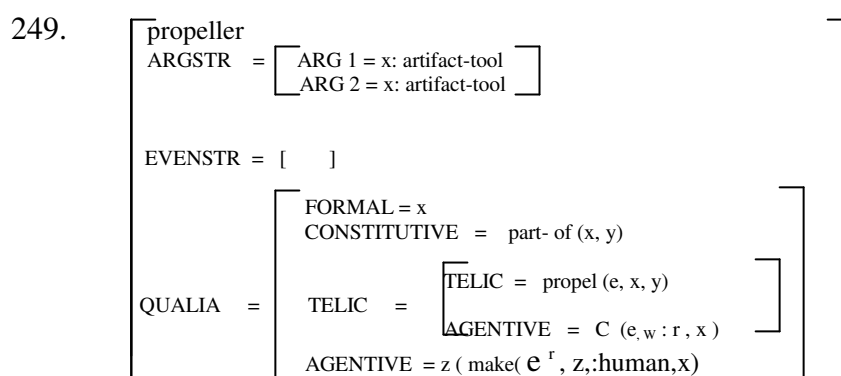 249.
propeller
ARGSTR = ARG 1 = x: artifact-tool
ARG 2 = x: artifact-tool
EVENSTR = [ ]
FORMAL = x
CONSTITUTIVE = part- of (x, y)
TELIC = propel (e, x, y)
QUALIA = TELIC =
AGENTIVE = C (e, w : r , x )
AGENTIVE = z ( make( e r , z,:human,x)